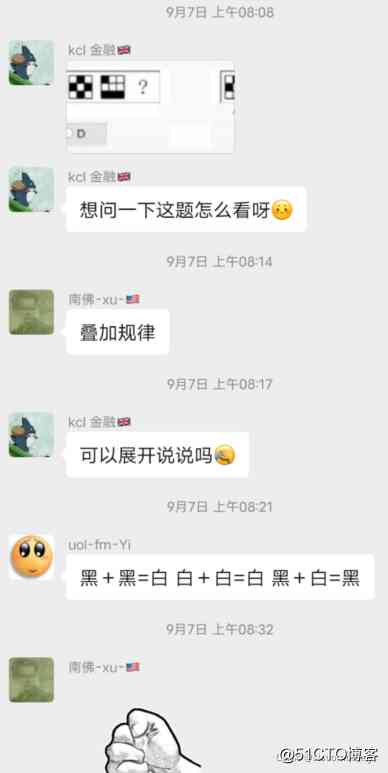 9月7日 上午08:08
kcl 金融
?
D
kcl 金融
想问一下这题怎么看呀
9月7日 上午08:14
南佛-xu-
叠加规律
9月7日 上午08:17
kcl 金融
可以展开说说吗
9月7日 上午08:21
uol-fm-Yi
黑+黑=白 白+白=白 黑+白=黑
9月7日 上午08:32
南佛-xu-
@51CTO博客